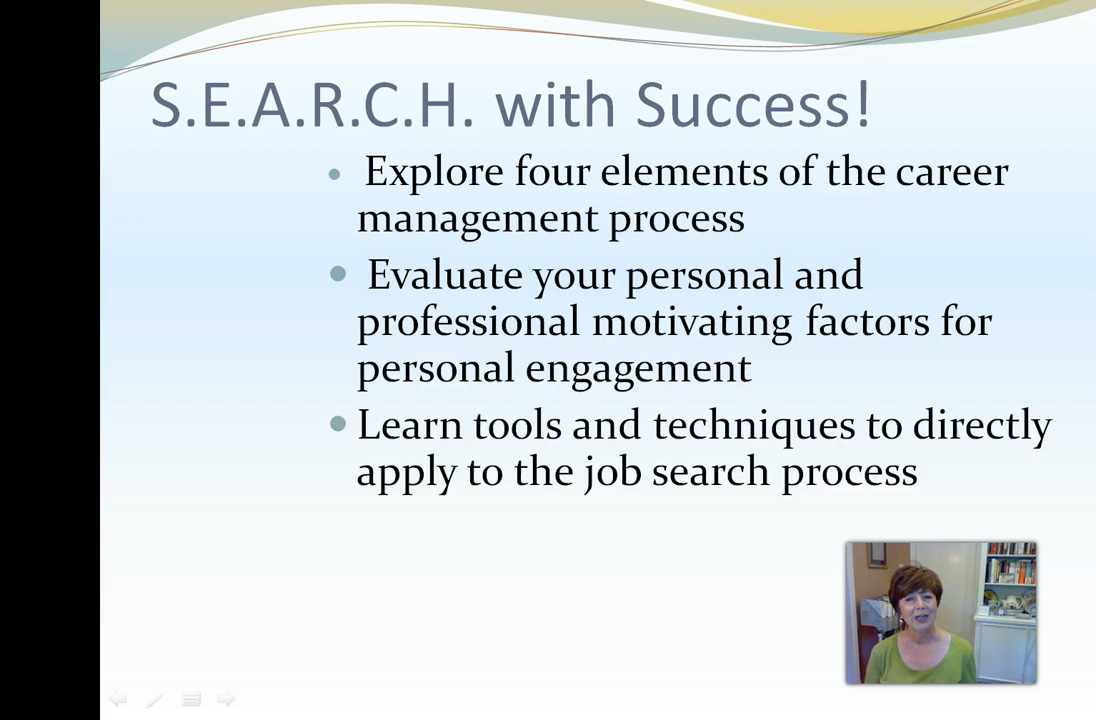 S.E.A.R.C.H. with Success!
• Explore four elements of the career
management process
• Evaluate your personal and
professional motivating factors for
personal engagement
• Learn tools and techniques to directly
apply to the job search process